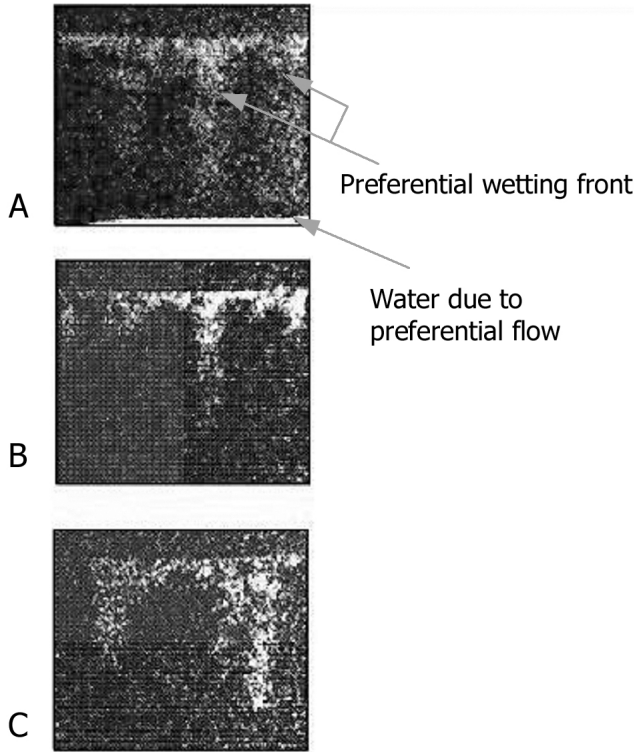 A
Preferential wetting front
Water due to
preferential flow
B
C